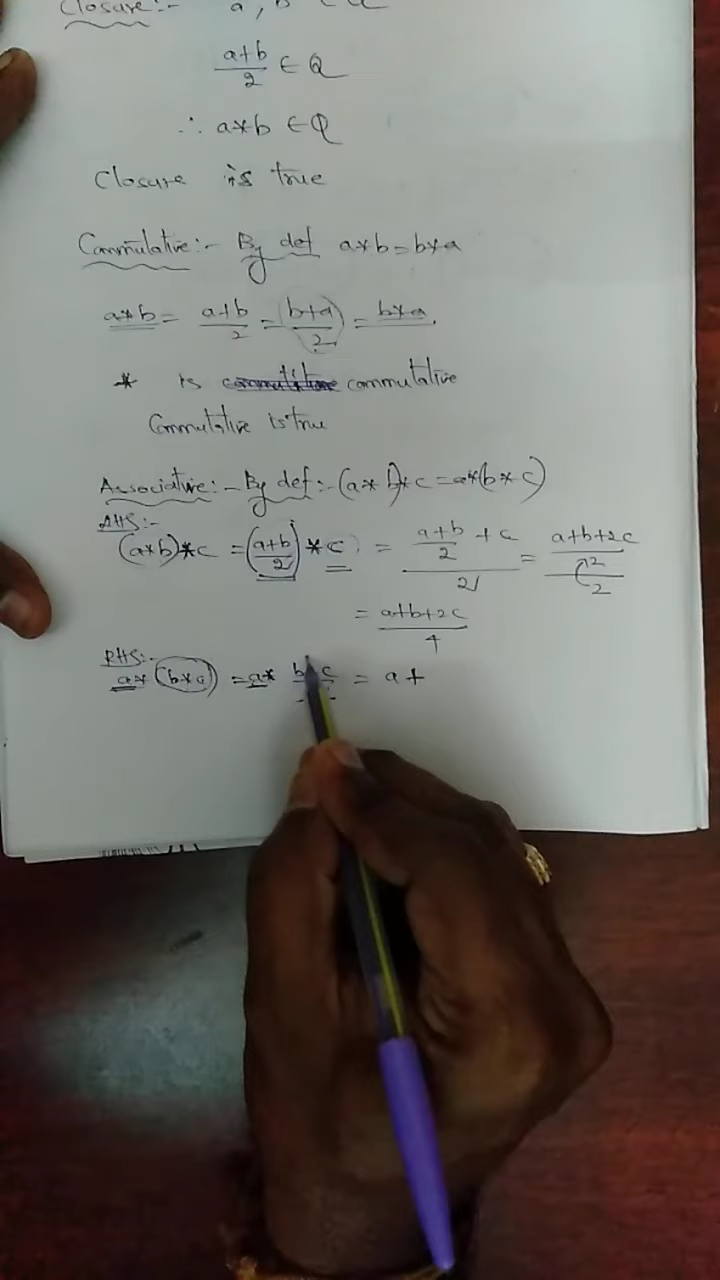 Closure:- a, b ∈ Q
a+b/2 ∈ Q
∴ a*b ∈ Q
Closure is true
Commutative:- By def a*b=b*a
a*b = a+b/2 = (b+a/2) = b*a.
* is commutative
Commutative is true
Associative:- By def:- (a*b)*c=a*(b*c)
LHS:-
(a*b)*c = (a+b/2) * c = a+b/2 + c/2 = a+b+2c/2/2
= a+b+2c/4
RHS:-
a*(b*c) = a* b c = a+